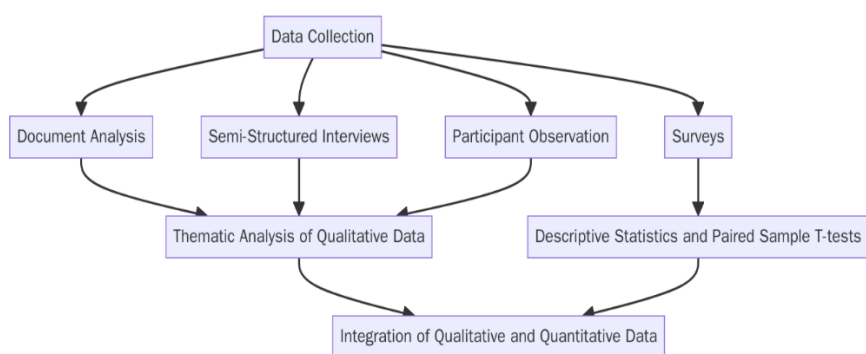 Data Collection
Document Analysis
Semi-Structured Interviews
Participant Observation
Surveys
Thematic Analysis of Qualitative Data
Descriptive Statistics and Paired Sample T-tests
Integration of Qualitative and Quantitative Data